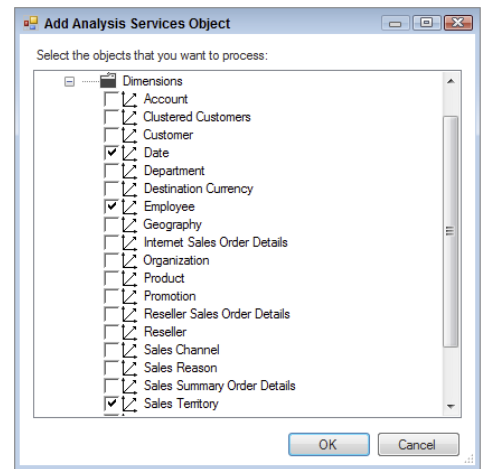 Add Analysis Services Object
Select the objects that you want to process:
Dimensions
Account
Clustered Customers
Customer
Date
Department
Destination Currency
Employee
Geography
Internet Sales Order Details
Organization
Product
Promotion
Reseller Sales Order Details
Reseller
Sales Channel
Sales Reason
Sales Summary Order Details
Sales Territory
OK Cancel